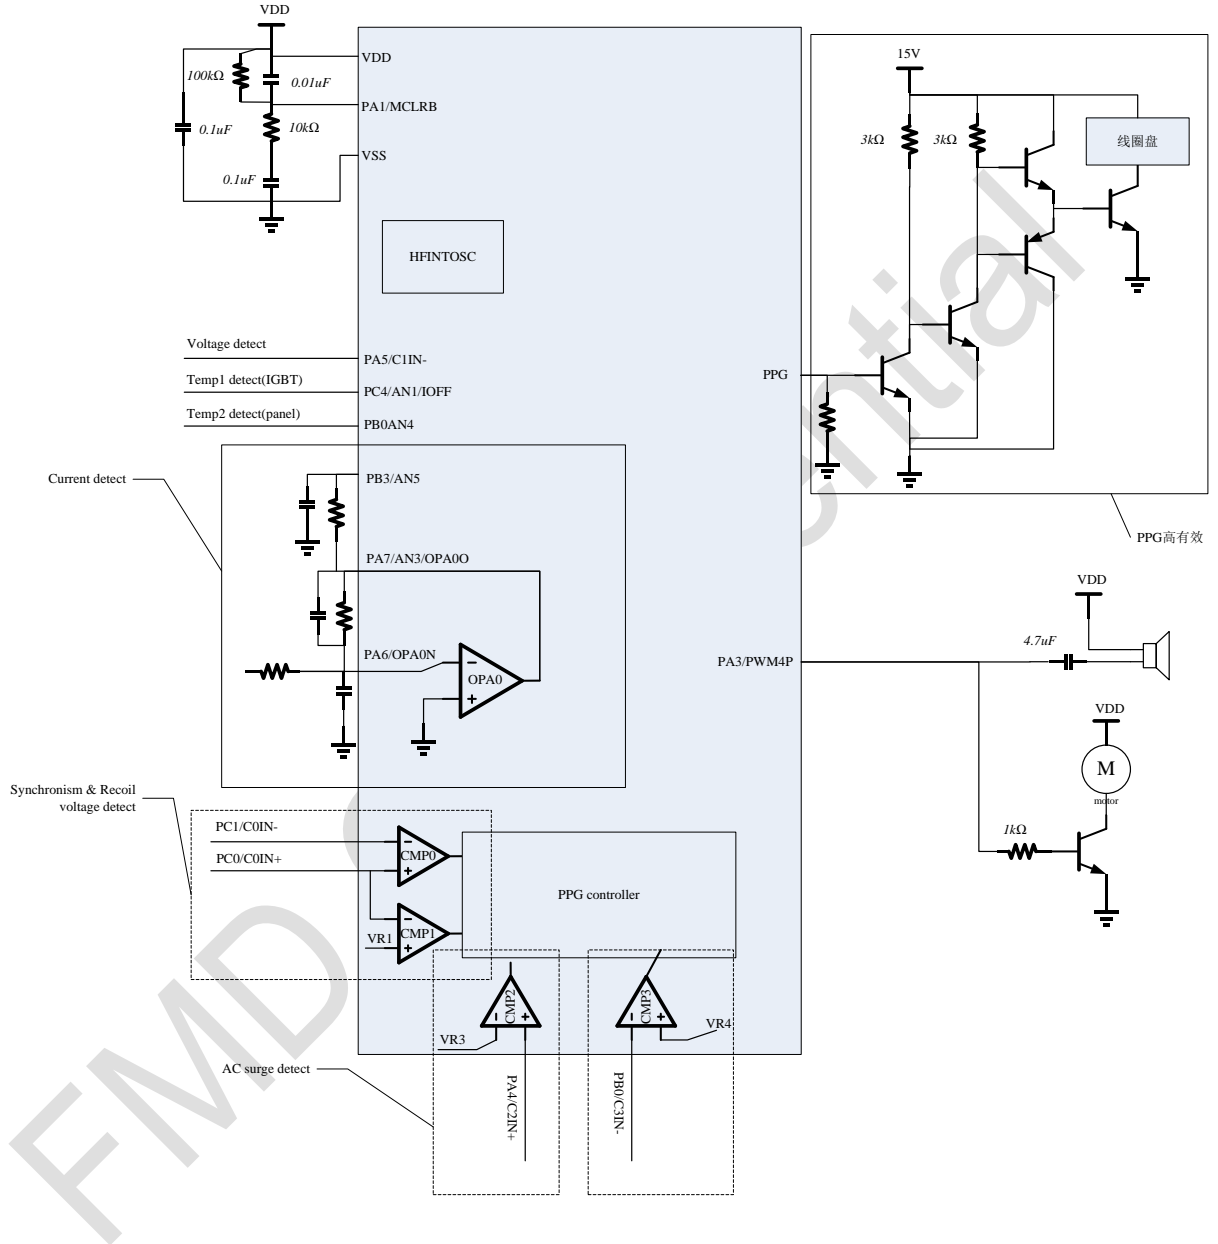 VDD
VDD
100kΩ
0.01uF
PA1/MCLRB
0.1uF
10kΩ
VSS
0.1uF
HFINTOSC
Voltage detect
PA5/C1IN-
Temp1 detect(IGBT)
PC4/AN1/IOFF
Temp2 detect(panel)
PB0AN4
Current detect
PB3/AN5
PA7/AN3/OPA0O
PA6/OPA0N
OPA0
Synchronism & Recoil
voltage detect
PC1/C0IN-
PC0/C0IN+
CMP0
VR1
CMP1
PPG controller
CMP2
VR3
PA4/C2IN+
CMP3
VR4
PB0/C3IN-
AC surge detect
15V
3kΩ
3kΩ
线圈盘
PPG
PPG高有效
VDD
4.7uF
PA3/PWM4P
VDD
M
motor
1kΩ
FMD Confidential